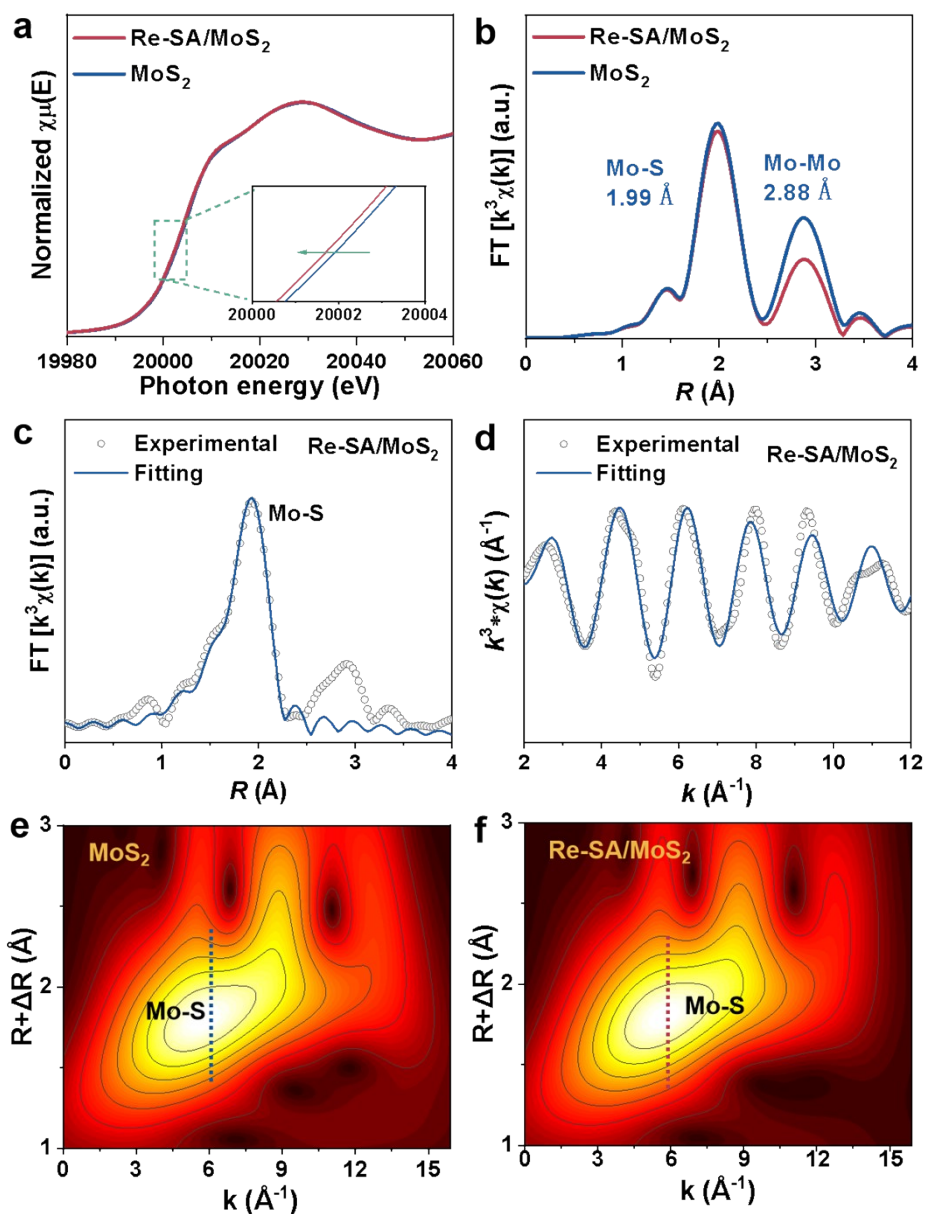 a
Re-SA/MoS₂
MoS₂
Normalized χμ(E)
20000 20002 20004
19980 20000 20020 20040 20060
Photon energy (eV)
b
Re-SA/MoS₂
MoS₂
Mo-S
1.99 Å
Mo-Mo
2.88 Å
FT [k³χ(k)] (a.u.)
0 1 2 3 4
R (Å)
c
Experimental
Fitting
Re-SA/MoS₂
Mo-S
FT [k³χ(k)] (a.u.)
0 1 2 3 4
R (Å)
d
Experimental
Fitting
Re-SA/MoS₂
k³*χ(k) (Å⁻¹)
2 4 6 8 10 12
k (Å⁻¹)
e
MoS₂
Mo-S
R+ΔR (Å)
3
2
1
0 3 6 9 12 15
k (Å⁻¹)
f
Re-SA/MoS₂
Mo-S
R+ΔR (Å)
3
2
1
0 3 6 9 12 15
k (Å⁻¹)